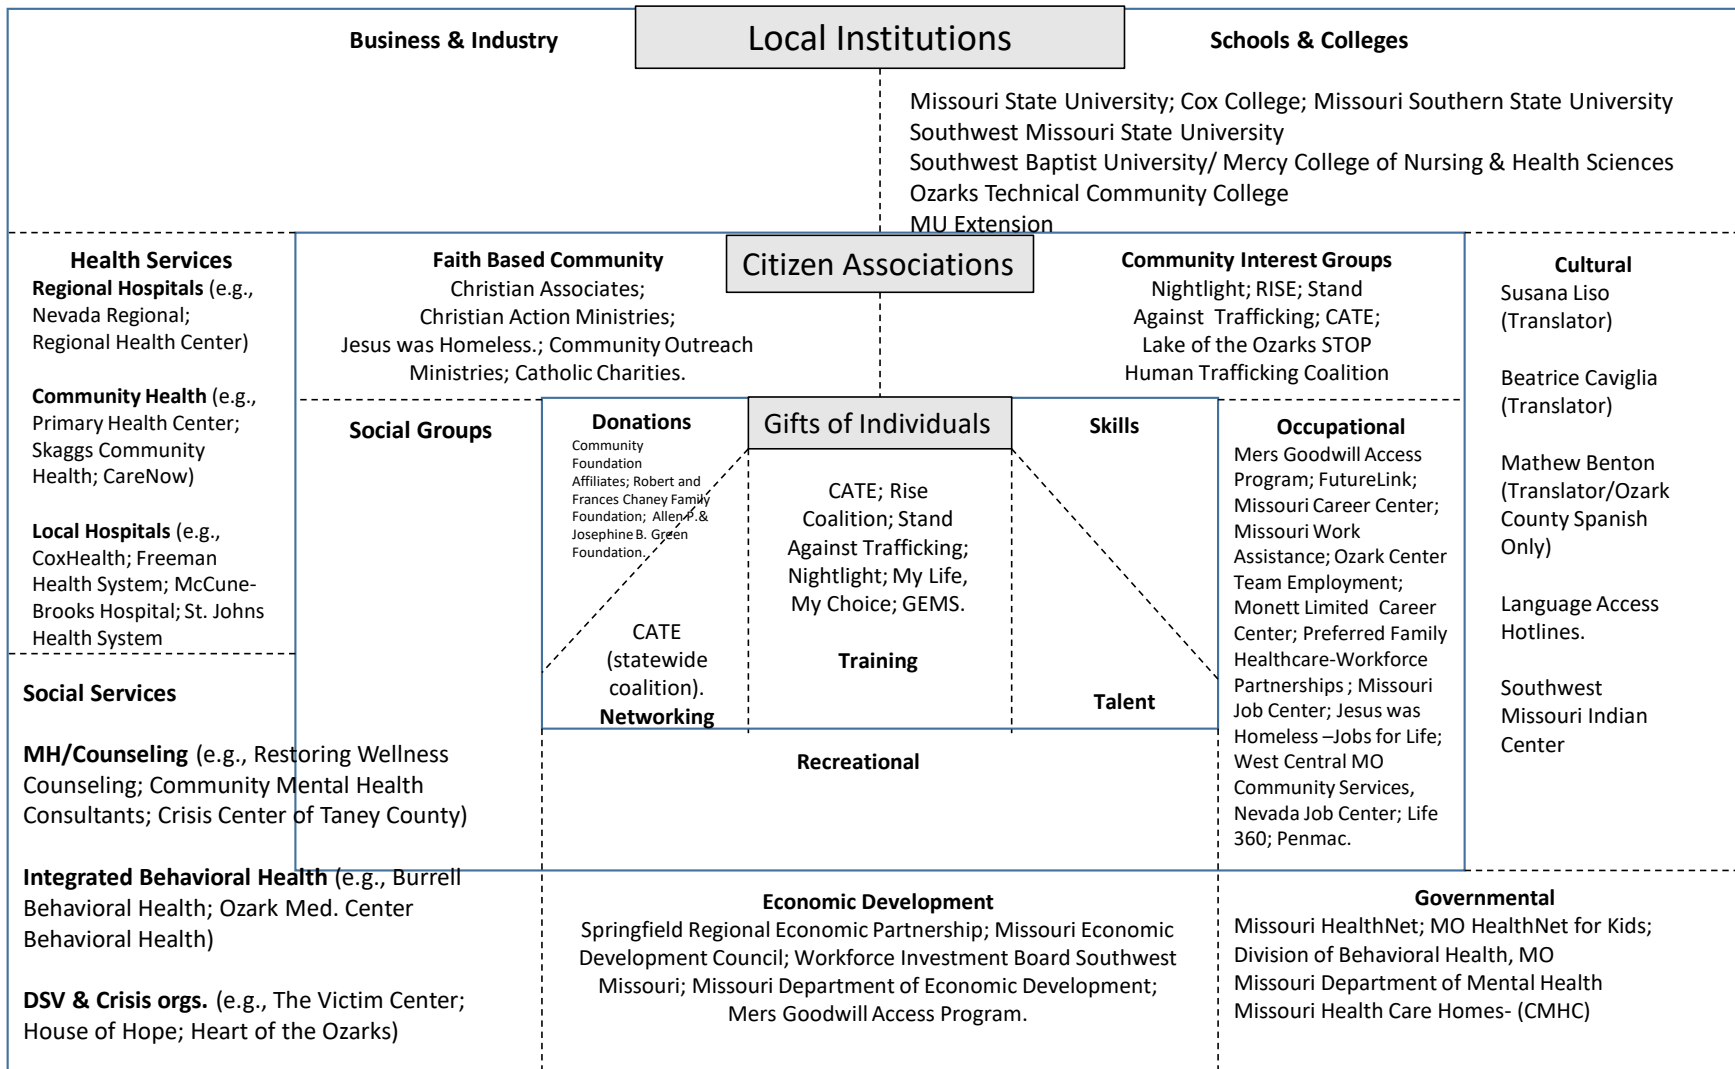 Local Institutions
Business & Industry
Schools & Colleges
Missouri State University; Cox College; Missouri Southern State University
Southwest Missouri State University
Southwest Baptist University/ Mercy College of Nursing & Health Sciences
Ozarks Technical Community College
MU Extension
Health Services
Regional Hospitals (e.g.,
Nevada Regional;
Regional Health Center)
Community Health (e.g.,
Primary Health Center;
Skaggs Community
Health; CareNow)
Local Hospitals (e.g.,
CoxHealth; Freeman
Health System; McCune-
Brooks Hospital; St. Johns
Health System
Social Services
MH/Counseling (e.g., Restoring Wellness
Counseling; Community Mental Health
Consultants; Crisis Center of Taney County)
Integrated Behavioral Health (e.g., Burrell
Behavioral Health; Ozark Med. Center
Behavioral Health)
DSV & Crisis orgs. (e.g., The Victim Center;
House of Hope; Heart of the Ozarks)
Citizen Associations
Faith Based Community
Christian Associates;
Christian Action Ministries;
Jesus was Homeless.; Community Outreach
Ministries; Catholic Charities.
Community Interest Groups
Nightlight; RISE; Stand
Against Trafficking; CATE;
Lake of the Ozarks STOP
Human Trafficking Coalition
Social Groups
Gifts of Individuals
Donations
Community
Foundation
Affiliates; Robert and
Frances Chaney Family
Foundation; Allen P.&
Josephine B. Green
Foundation.
CATE
(statewide
coalition).
Networking
CATE; Rise
Coalition; Stand
Against Trafficking;
Nightlight; My Life,
My Choice; GEMS.
Training
Skills
Talent
Recreational
Occupational
Mers Goodwill Access
Program; FutureLink;
Missouri Career Center;
Missouri Work
Assistance; Ozark Center
Team Employment;
Monett Limited Career
Center; Preferred Family
Healthcare-Workforce
Partnerships ; Missouri
Job Center; Jesus was
Homeless –Jobs for Life;
West Central MO
Community Services,
Nevada Job Center; Life
360; Penmac.
Cultural
Susana Liso
(Translator)
Beatrice Caviglia
(Translator)
Mathew Benton
(Translator/Ozark
County Spanish
Only)
Language Access
Hotlines.
Southwest
Missouri Indian
Center
Economic Development
Springfield Regional Economic Partnership; Missouri Economic
Development Council; Workforce Investment Board Southwest
Missouri; Missouri Department of Economic Development;
Mers Goodwill Access Program.
Governmental
Missouri HealthNet; MO HealthNet for Kids;
Division of Behavioral Health, MO
Missouri Department of Mental Health
Missouri Health Care Homes- (CMHC)